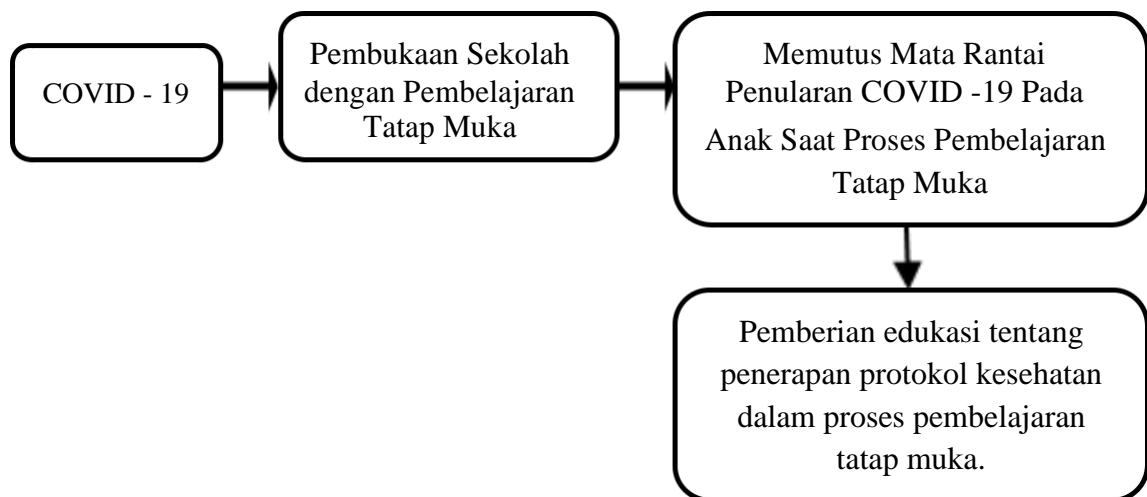 COVID - 19
Pembukaan Sekolah
dengan Pembelajaran
Tatap Muka
Memutus Mata Rantai
Penularan COVID -19 Pada
Anak Saat Proses Pembelajaran
Tatap Muka
Pemberian edukasi tentang
penerapan protokol kesehatan
dalam proses pembelajaran
tatap muka.